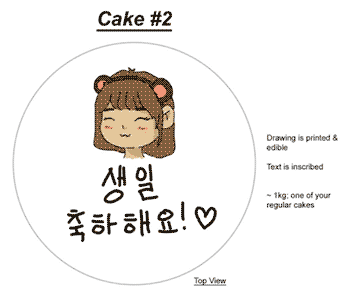 Cake #2
생일
축하해요!♡
Drawing is printed &
edible
Text is inscribed
~ 1kg; one of your
regular cakes
Top View